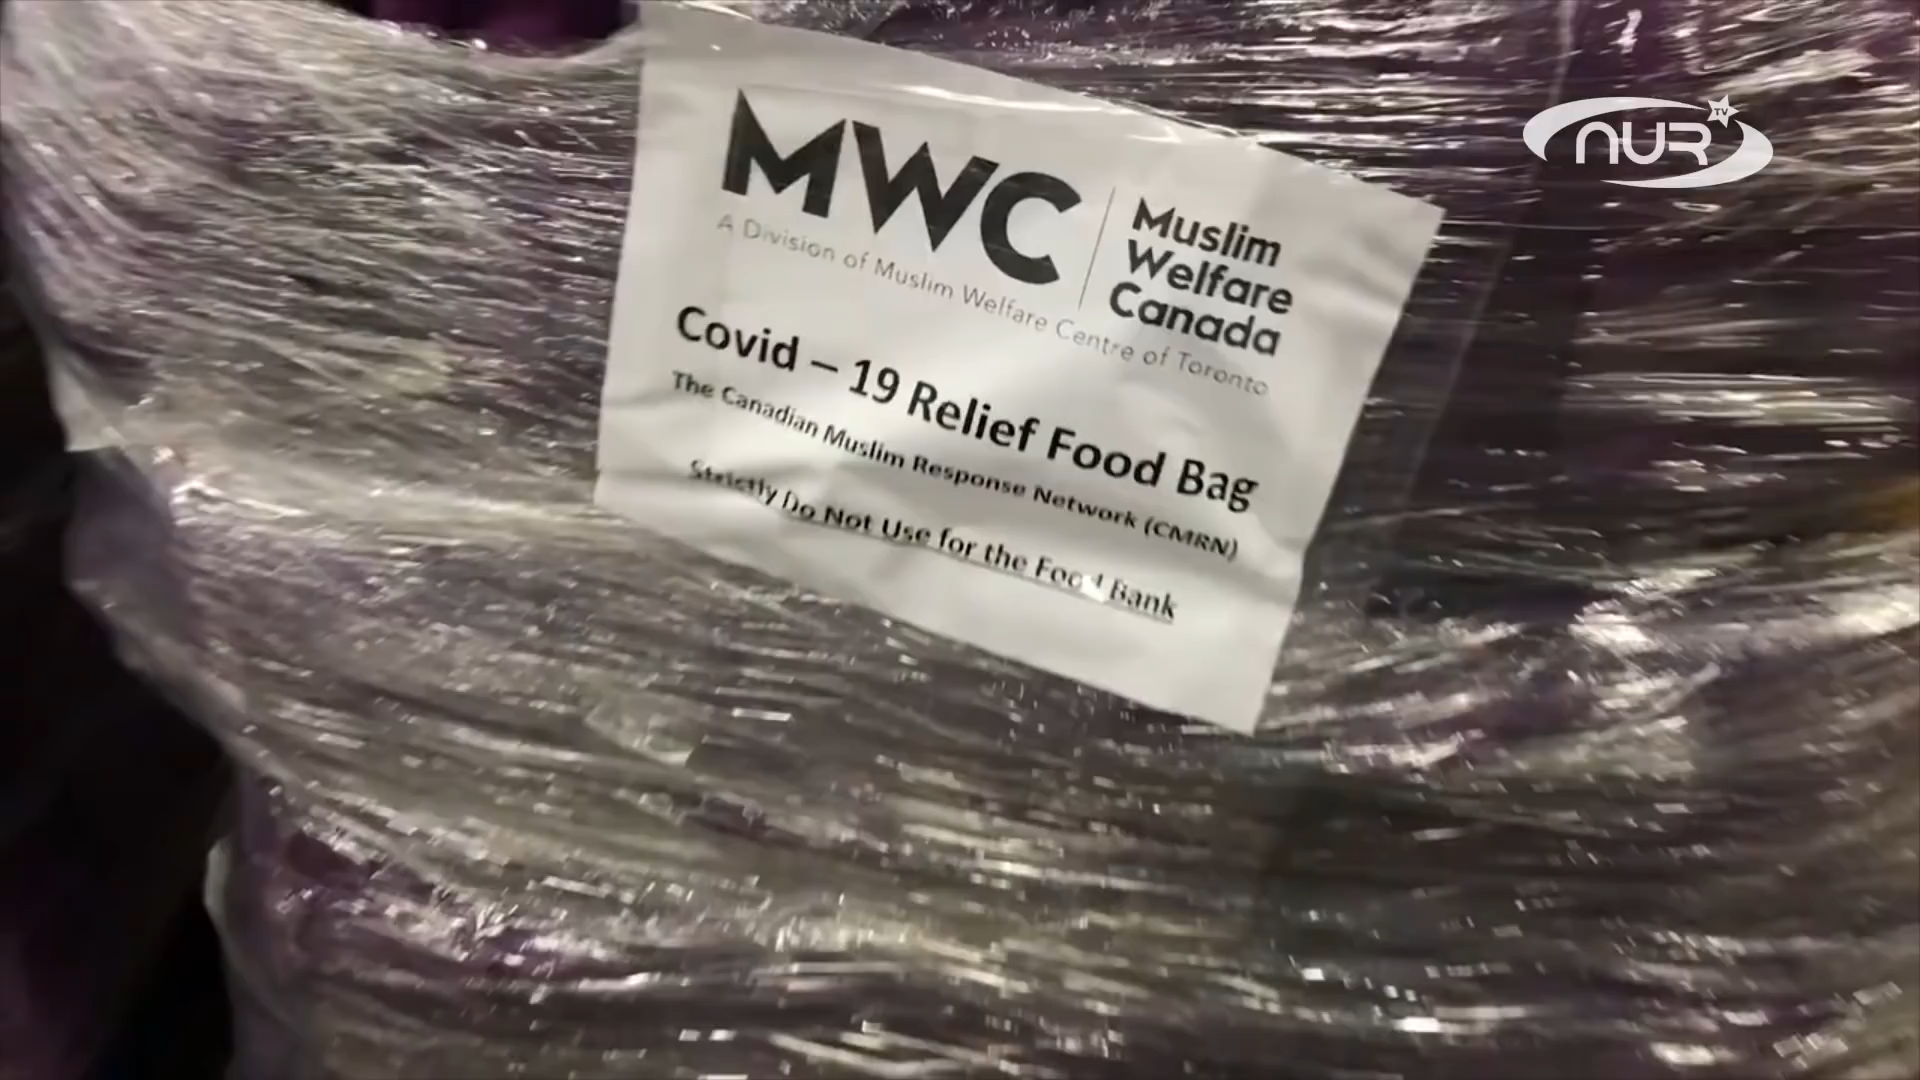 MWC
Muslim
Welfare
Canada
A Division of Muslim Welfare Centre of Toronto
Covid – 19 Relief Food Bag
The Canadian Muslim Response Network (CMRN)
Strictly Do Not Use for the Food Bank
NUR TV